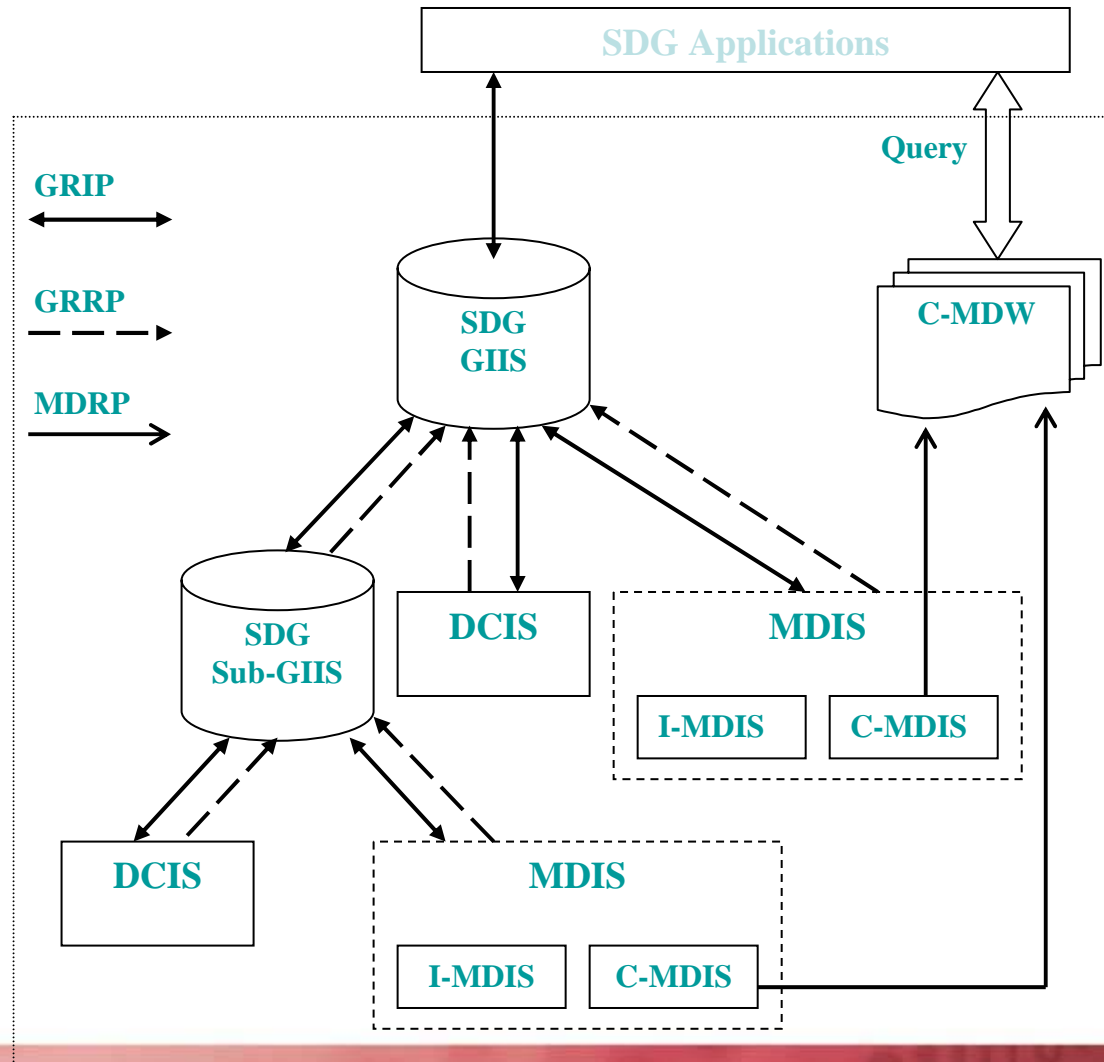 SDG Applications
Query
GRIP
GRRP
MDRP
SDG
GIIS
C-MDW
SDG
Sub-GIIS
DCIS
MDIS
I-MDIS
C-MDIS
DCIS
MDIS
I-MDIS
C-MDIS